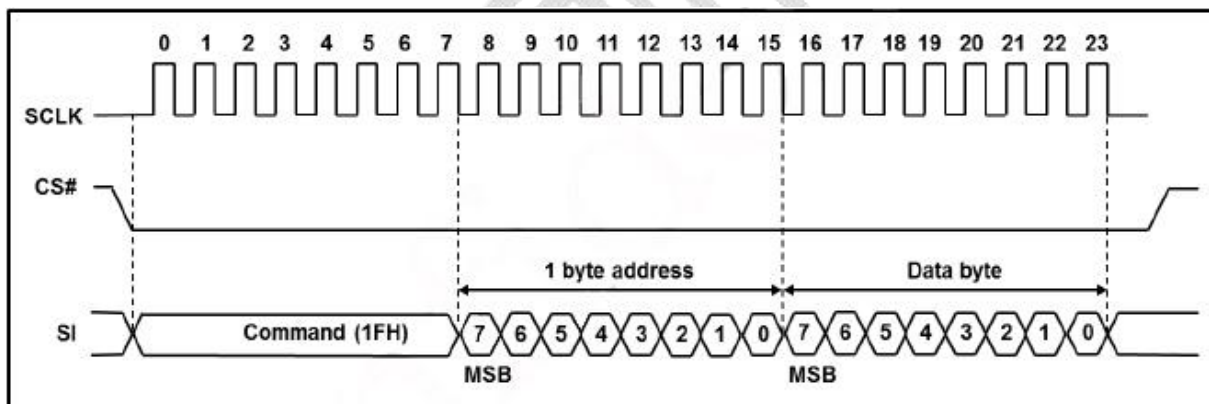 0 1 2 3 4 5 6 7 8 9 10 11 12 13 14 15 16 17 18 19 20 21 22 23
SCLK
CS#
1 byte address Data byte
SI Command (1FH) 7 6 5 4 3 2 1 0 7 6 5 4 3 2 1 0
MSB MSB